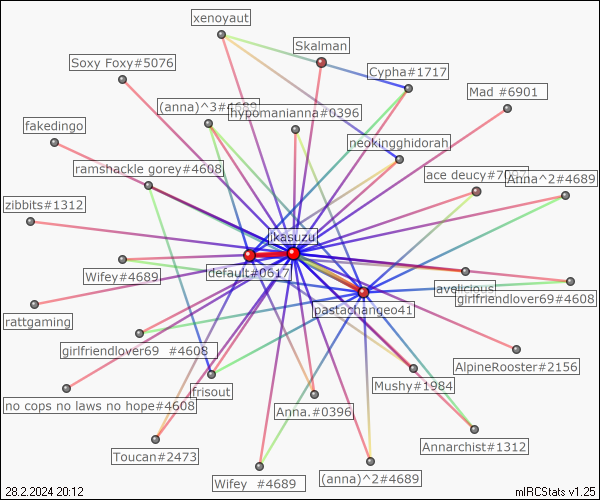 xenoyaut
Skalman
Soxy Foxy#5076
Cypha#1717
Mad #6901
(anna)^3#4689
hypomanianna#0396
fakedingo
neokingghidorah
ramshackle gorey#4608
ace deucy#7002
Anna^2#4689
zibbits#1312
ikasuzu
Wifey#4689
default#0617
avelicious
girlfriendlover69#4608
pastachangeo41
rattgaming
girlfriendlover69 #4608
AlpineRooster#2156
Mushy#1984
frisout
no cops no laws no hope#4608
Anna.#0396
Annarchist#1312
Toucan#2473
(anna)^2#4689
Wifey #4689
28.2.2024 20:12
mIRCStats v1.25